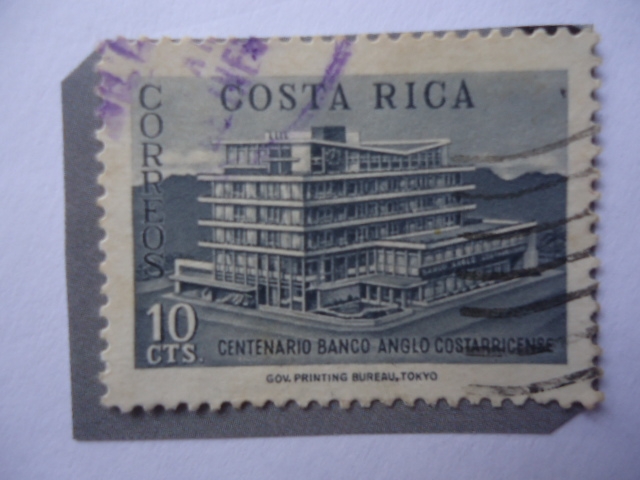 COSTA RICA
CORREOS
10
CTS.
CENTENARIO BANCO ANGLO COSTARRICENSE
GOV. PRINTING BUREAU, TOKYO